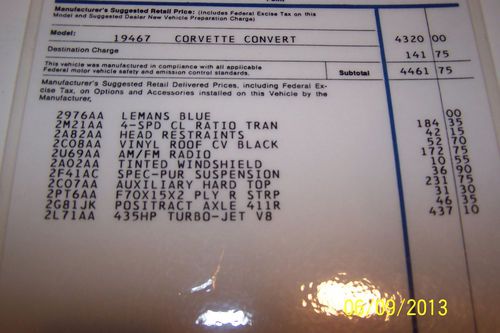 Manufacturer's Suggested Retail Price: (includes Federal Excise Tax on this
Model and Suggested Dealer New Vehicle Preparation Charge)
Model: 19467 CORVETTE CONVERT 4320 00
Destination Charge 141 75
This vehicle was manufactured in compliance with all applicable
Federal motor vehicle safety and emission control standards. Subtotal 4461 75
Manufacturer's Suggested Retail Delivered Prices, including Federal Ex-
cise Tax, on Options and Accessories installed on this Vehicle by the
Manufacturer,
2976AA LEMANS BLUE 00
2M21AA 4-SPD CL RATIO TRAN 184 35
2A82AA HEAD RESTRAINTS 42 15
2C08AA VINYL ROOF CV BLACK 52 70
2U69AA AM/FM RADIO 172 75
2A02AA TINTED WINDSHIELD 10 55
2F41AC SPEC-PUR SUSPENSION 36 90
2C07AA AUXILIARY HARD TOP 231 75
2PT6AA F70X15X2 PLY R STRP 31 30
2G81JK POSITRACT AXLE 411R 46 35
2L71AA 435HP TURBO-JET V8 437 10
06/09/2013